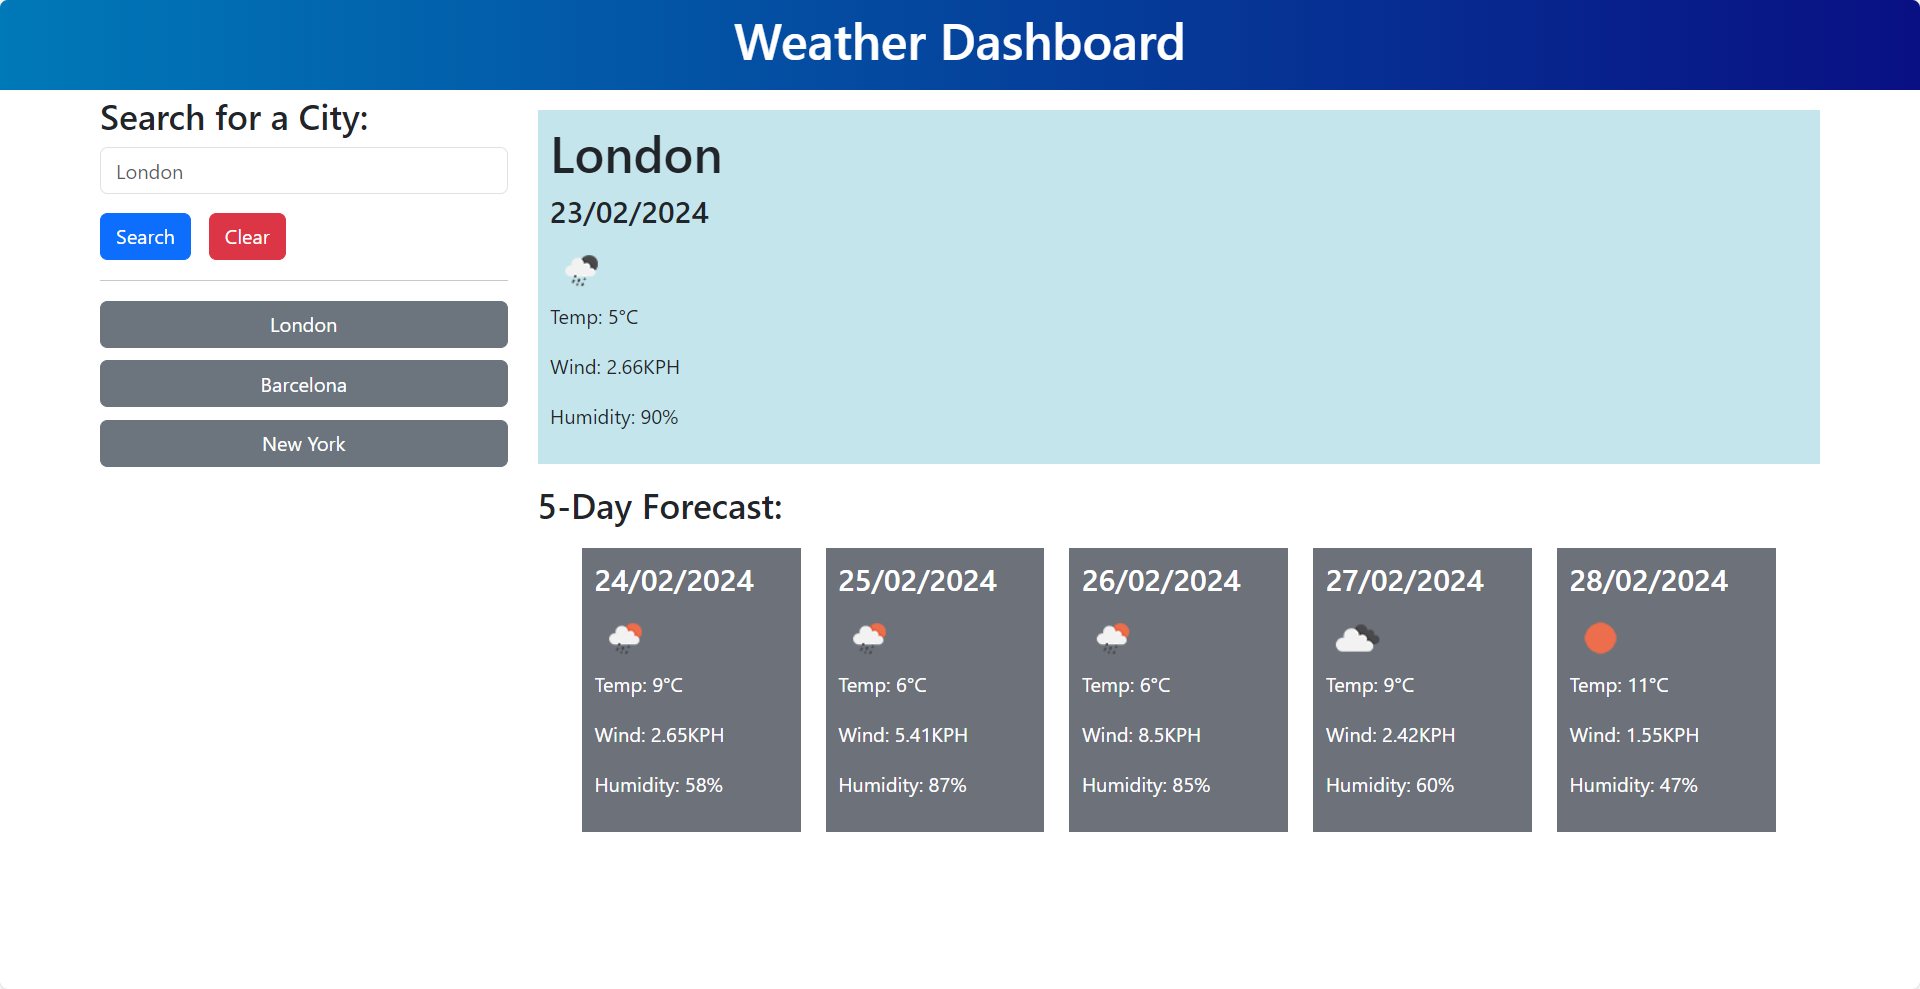 Weather Dashboard
Search for a City:
London
Search
Clear
London
Barcelona
New York
London
23/02/2024
Temp: 5°C
Wind: 2.66KPH
Humidity: 90%
5-Day Forecast:
24/02/2024
Temp: 9°C
Wind: 2.65KPH
Humidity: 58%
25/02/2024
Temp: 6°C
Wind: 5.41KPH
Humidity: 87%
26/02/2024
Temp: 6°C
Wind: 8.5KPH
Humidity: 85%
27/02/2024
Temp: 9°C
Wind: 2.42KPH
Humidity: 60%
28/02/2024
Temp: 11°C
Wind: 1.55KPH
Humidity: 47%